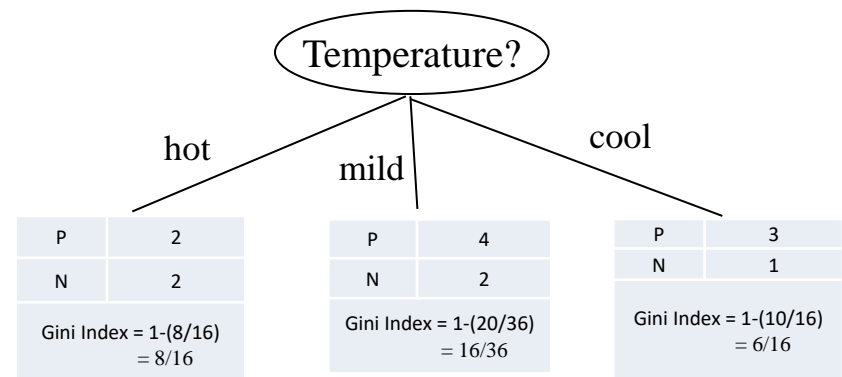 Temperature?
hot
mild
cool
P 2
N 2
Gini Index = 1-(8/16)
= 8/16
P 4
N 2
Gini Index = 1-(20/36)
= 16/36
P 3
N 1
Gini Index = 1-(10/16)
= 6/16